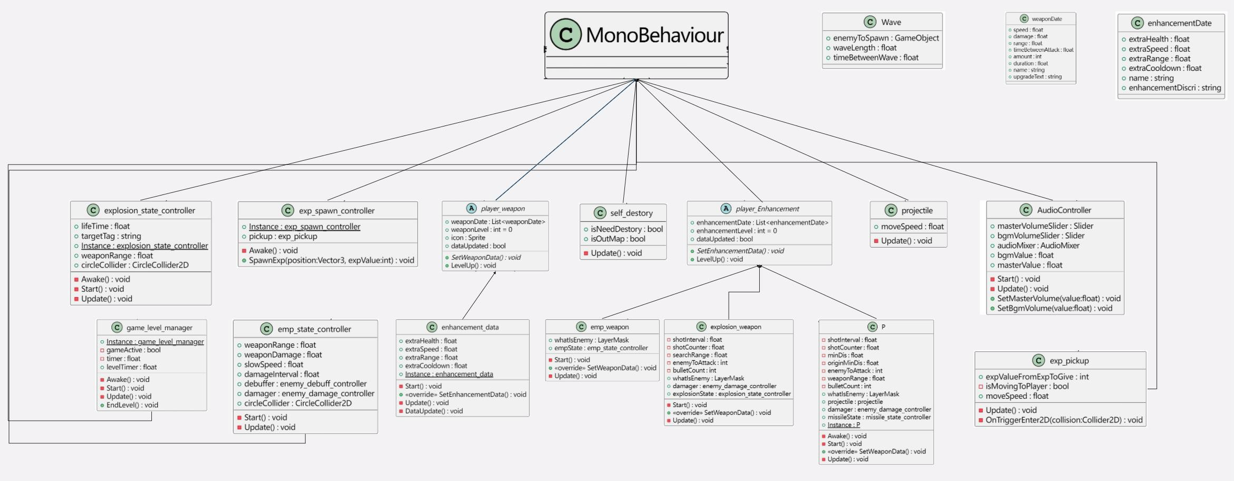 C MonoBehaviour
C Wave
enemyToSpawn : GameObject
waveLength : float
timeBetweenWave : float
C weaponDate
speed : float
damage : float
range : float
timeBetweenAttack : float
amount : int
duration : float
name : string
upgradeText : string
C enhancementDate
extraHealth : float
extraSpeed : float
extraRange : float
extraCooldown : float
name : string
enhancementDiscri : string
C explosion_state_controller
lifeTime : float
targetTag : string
Instance : explosion_state_controller
weaponRange : float
circleCollider : CircleCollider2D
Awake() : void
Start() : void
Update() : void
C exp_spawn_controller
Instance : exp_spawn_controller
pickup : exp_pickup
Awake() : void
SpawnExp(position:Vector3, expValue:int) : void
A player_weapon
weaponDate : List<weaponDate>
weaponLevel : int = 0
icon : Sprite
dataUpdated : bool
SetWeaponData() : void
LevelUp() : void
C self_destory
isNeedDestory : bool
isOutMap : bool
Update() : void
A player_Enhancement
enhancementDate : List<enhancementDate>
enhancementLevel : int = 0
dataUpdated : bool
SetEnhancementData() : void
LevelUp() : void
C projectile
moveSpeed : float
Update() : void
C AudioController
masterVolumeSlider : Slider
bgmVolumeSlider : Slider
audioMixer : AudioMixer
bgmValue : float
masterValue : float
Start() : void
Update() : void
SetMasterVolume(value:float) : void
SetBgmVolume(value:float) : void
C game_level_manager
Instance : game_level_manager
gameActive : bool
timer : float
levelTimer : float
Awake() : void
Start() : void
Update() : void
EndLevel() : void
C emp_state_controller
weaponRange : float
weaponDamage : float
slowSpeed : float
damageInterval : float
debuffer : enemy_debuff_controller
damager : enemy_damage_controller
circleCollider : CircleCollider2D
Start() : void
Update() : void
C enhancement_data
extraHealth : float
extraSpeed : float
extraRange : float
extraCooldown : float
Instance : enhancement_data
Start() : void
«override» SetEnhancementData() : void
Update() : void
DataUpdate() : void
C emp_weapon
whatIsEnemy : LayerMask
empState : emp_state_controller
Start() : void
«override» SetWeaponData() : void
Update() : void
C explosion_weapon
shotInterval : float
shotCounter : float
searchRange : float
enemyToAttack : int
bulletCount : int
whatIsEnemy : LayerMask
damager : enemy_damage_controller
explosionState : explosion_state_controller
Start() : void
«override» SetWeaponData() : void
Update() : void
C P
shotInterval : float
shotCounter : float
minDis : float
originMinDis : float
enemyToAttack : int
weaponRange : float
bulletCount : int
whatIsEnemy : LayerMask
projectile : projectile
damager : enemy_damage_controller
missileState : missile_state_controller
Instance : P
Awake() : void
Start() : void
«override» SetWeaponData() : void
Update() : void
C exp_pickup
expValueFromExpToGive : int
isMovingToPlayer : bool
moveSpeed : float
Update() : void
OnTriggerEnter2D(collision:Collider2D) : void